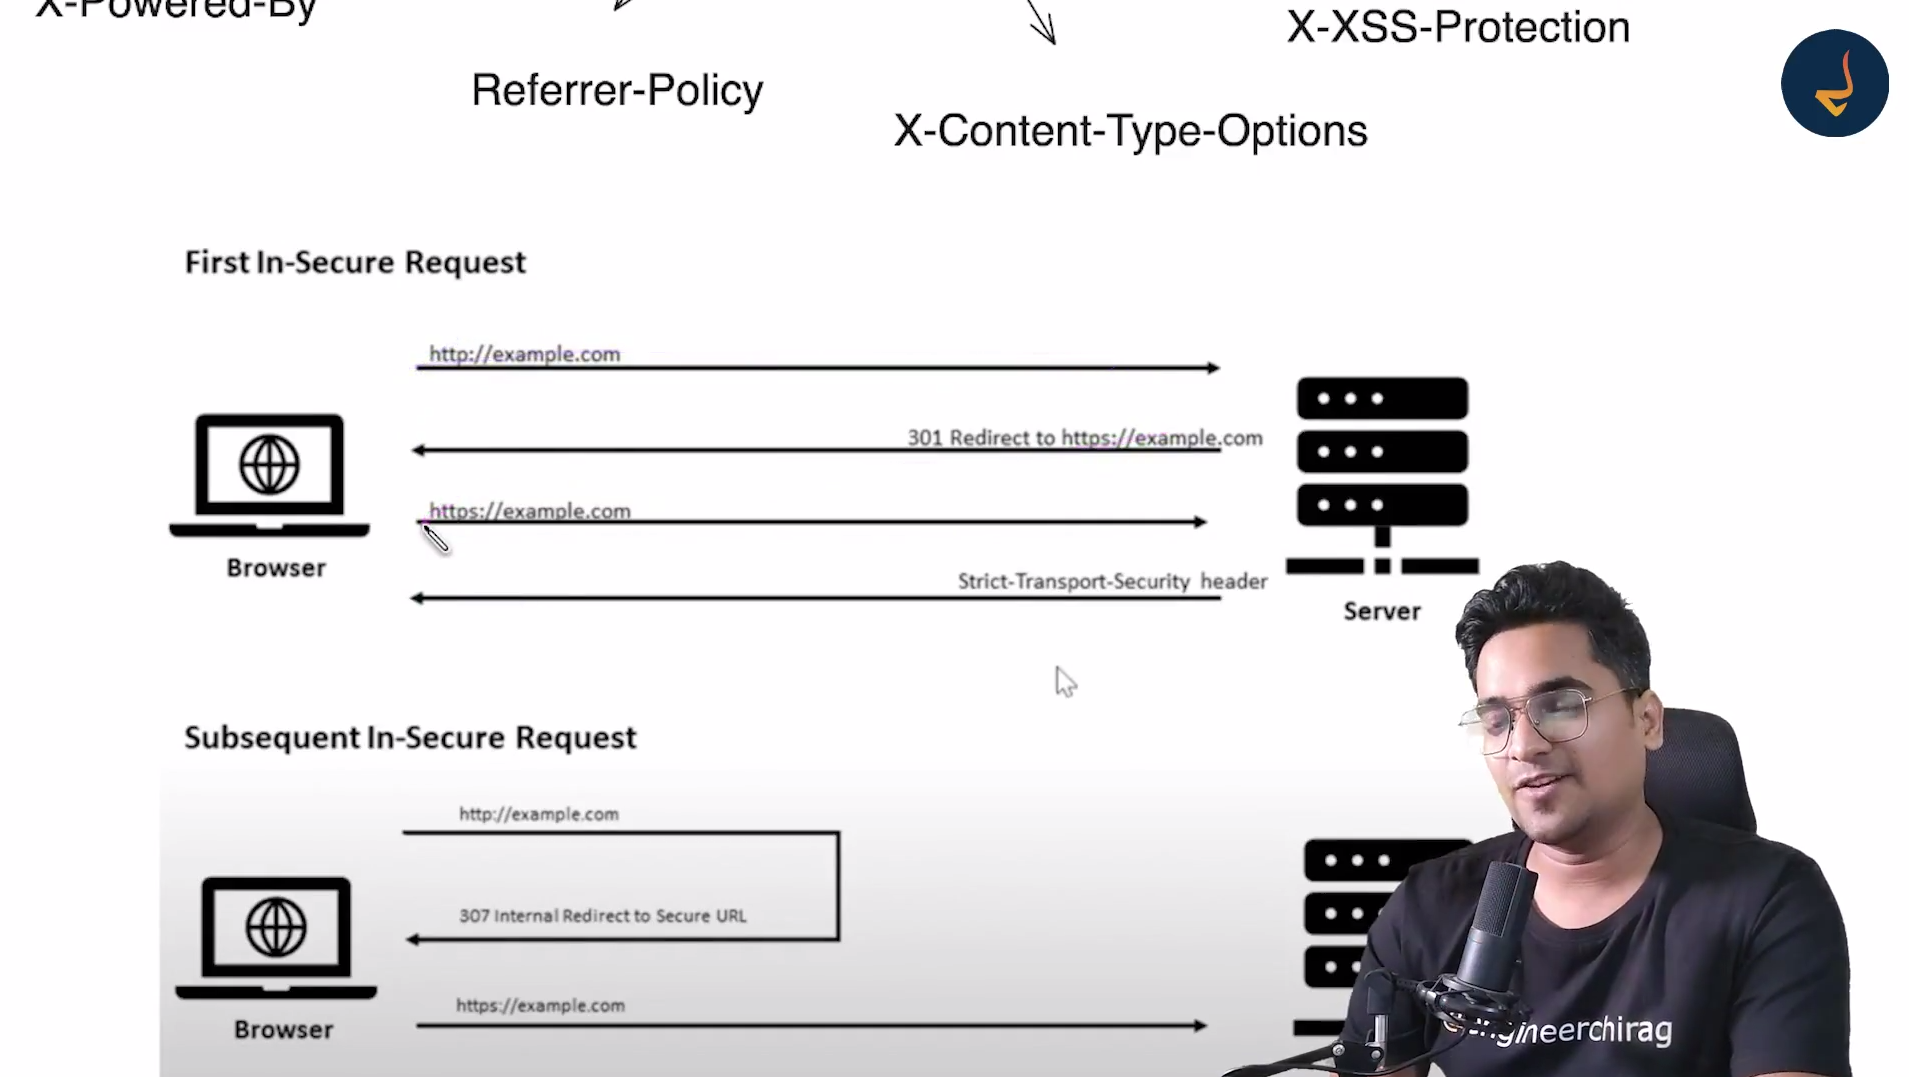 X-Powered-By
X-XSS-Protection
Referrer-Policy
X-Content-Type-Options
First In-Secure Request
http://example.com
301 Redirect to https://example.com
https://example.com
Strict-Transport-Security header
Browser
Server
Subsequent In-Secure Request
http://example.com
307 Internal Redirect to Secure URL
https://example.com
Browser
engineerchirag